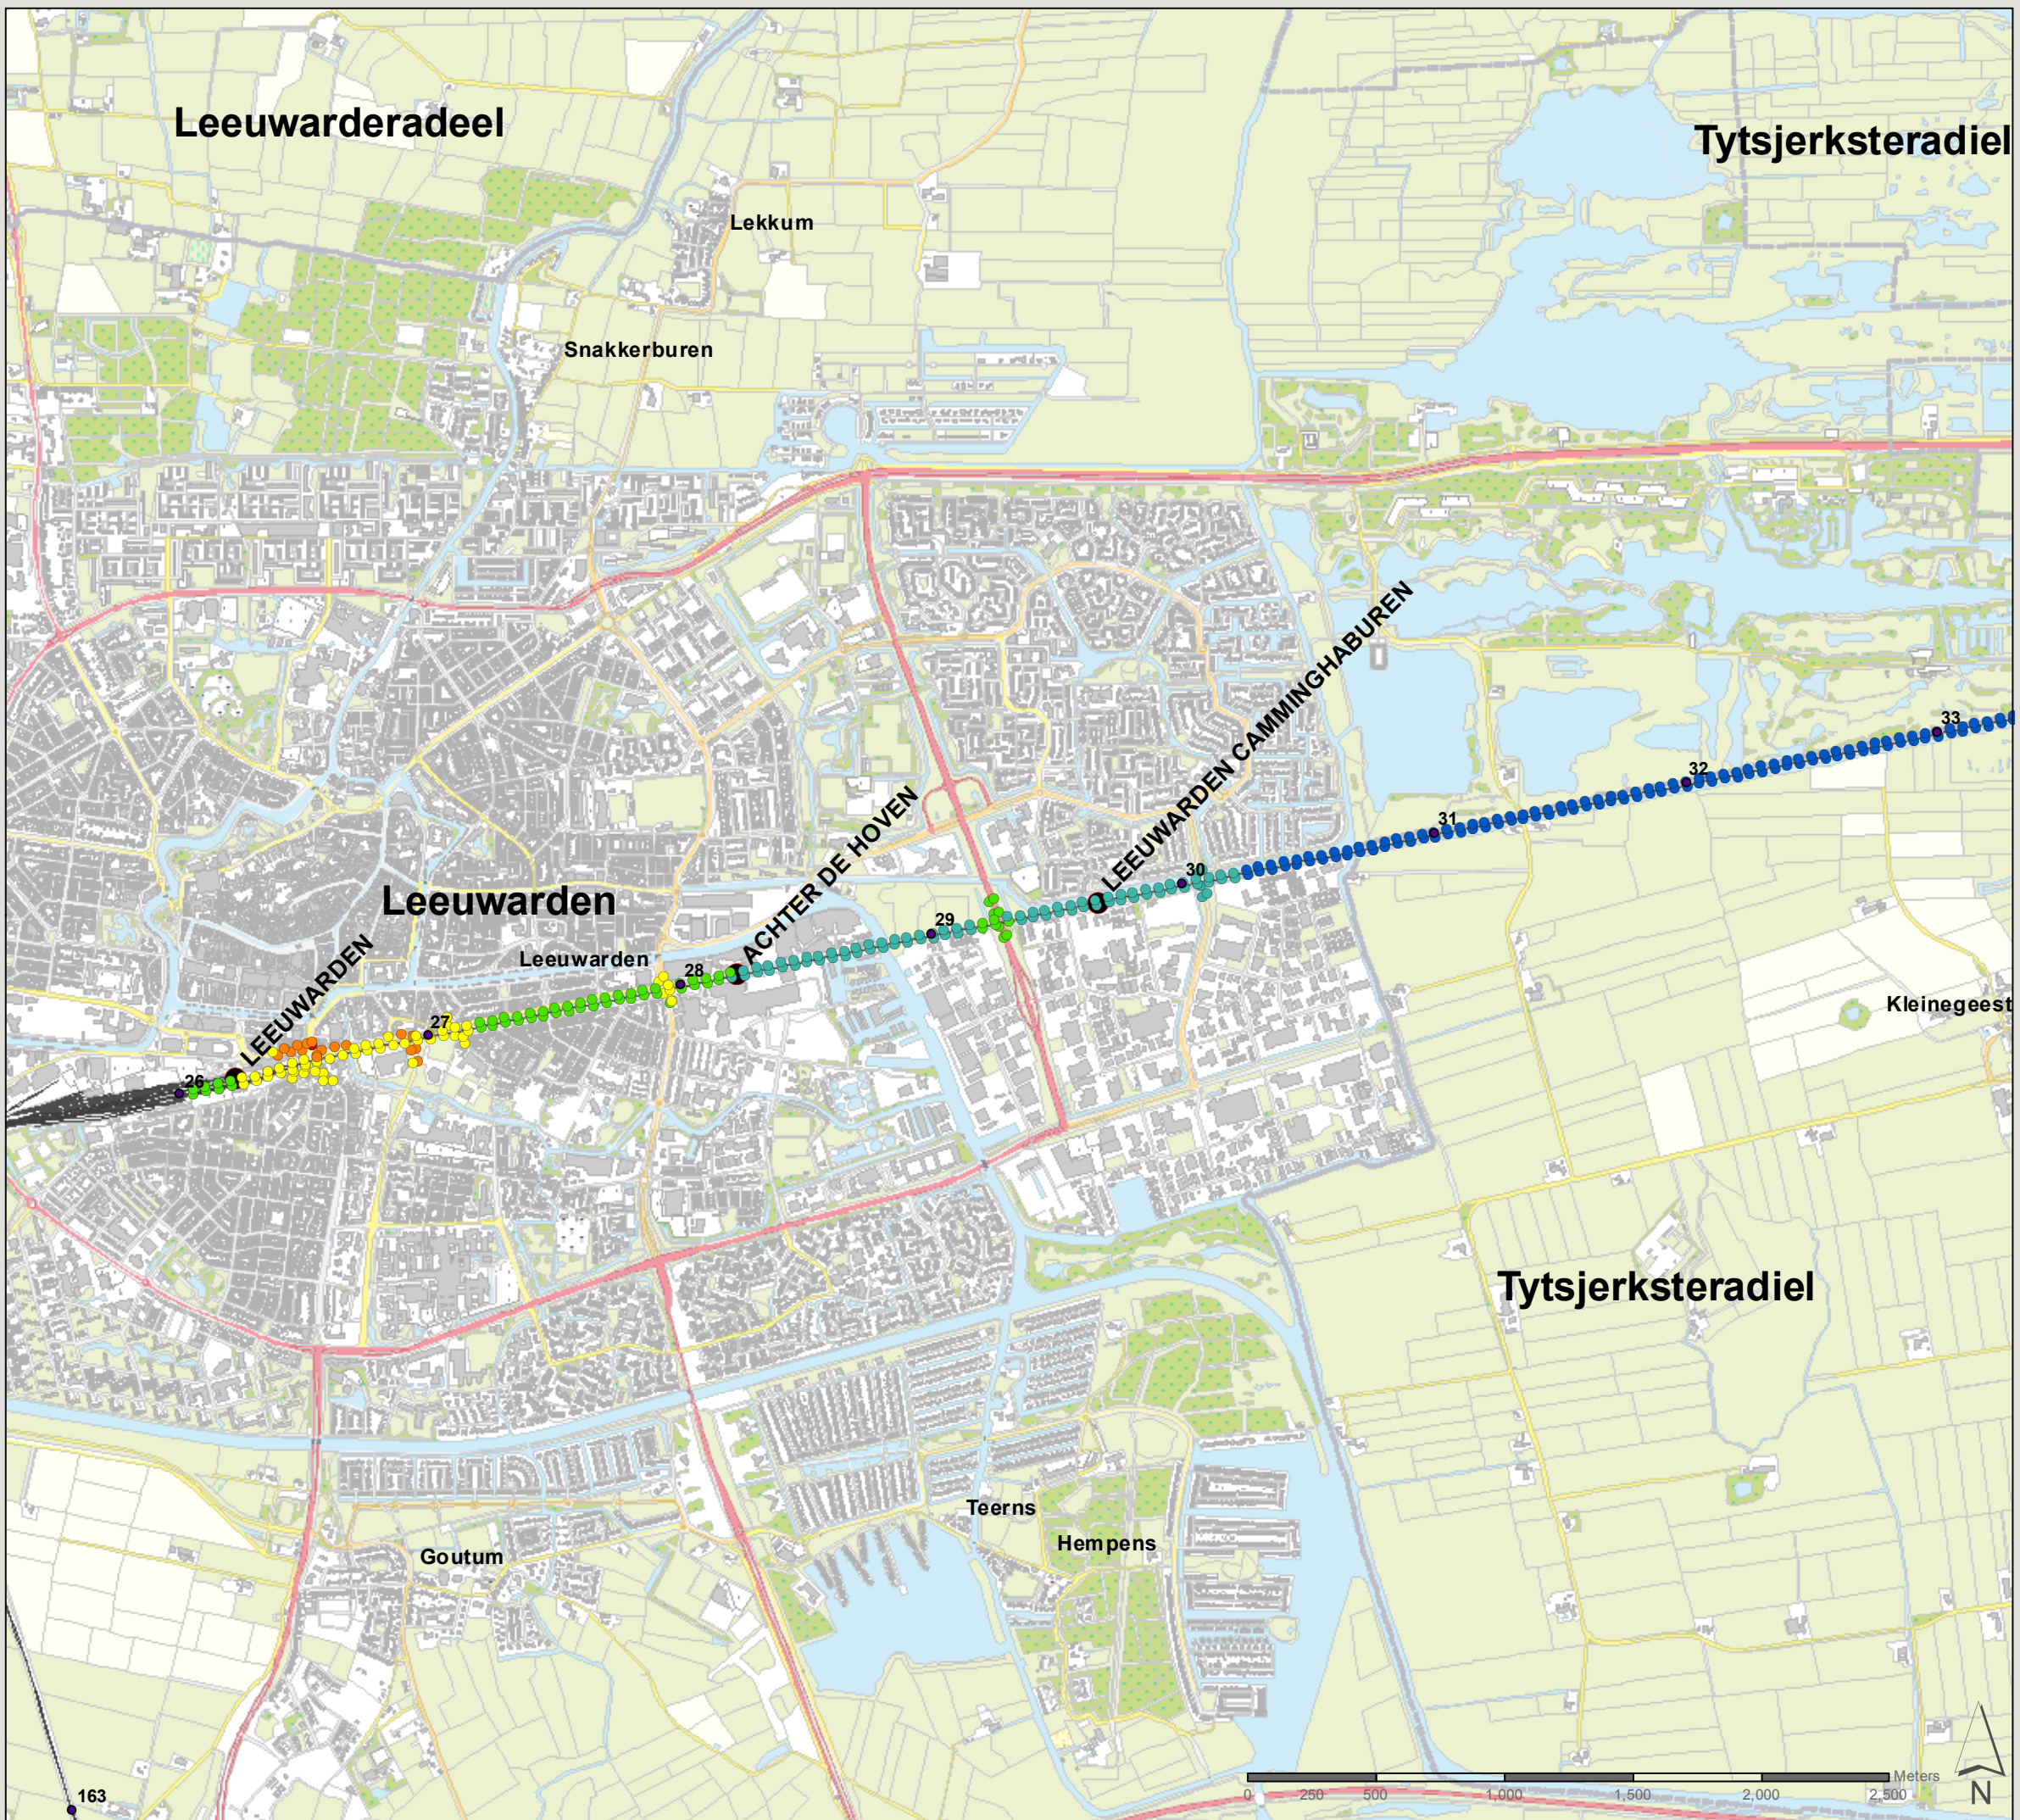 Leeuwarderadeel
Tytsjerksteradiel
Lekkum
Snakkerburen
LEEUWARDEN CAMMINGHABUREN
33
32
ACHTER DE HOVEN
31
30
Leeuwarden
29
LEEUWARDEN
Leeuwarden
28
Kleinegeest
27
26
Tytsjerksteradiel
Teerns
Hempens
Goutum
Meters
0 250 500 1,000 1,500 2,000 2,500
N
163